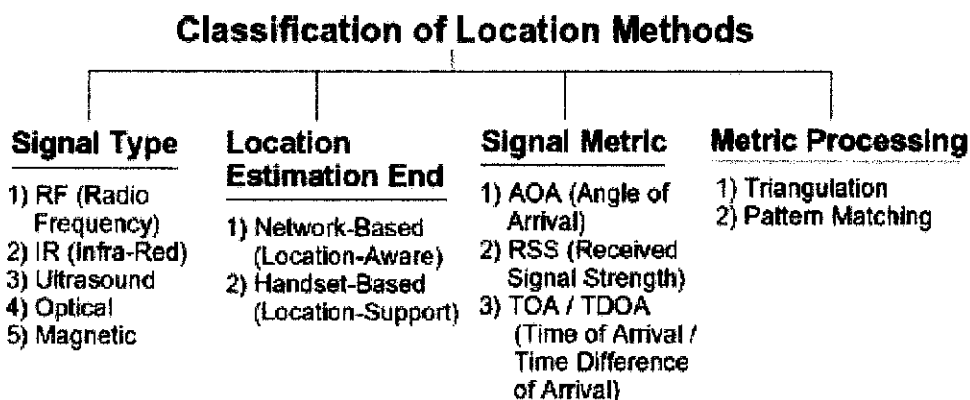 Classification of Location Methods
Signal Type
1) RF (Radio
Frequency)
2) IR (Infra-Red)
3) Ultrasound
4) Optical
5) Magnetic
Location
Estimation End
1) Network-Based
(Location-Aware)
2) Handset-Based
(Location-Support)
Signal Metric
1) AOA (Angle of
Arrival)
2) RSS (Received
Signal Strength)
3) TOA / TDOA
(Time of Arrival /
Time Difference
of Arrival)
Metric Processing
1) Triangulation
2) Pattern Matching